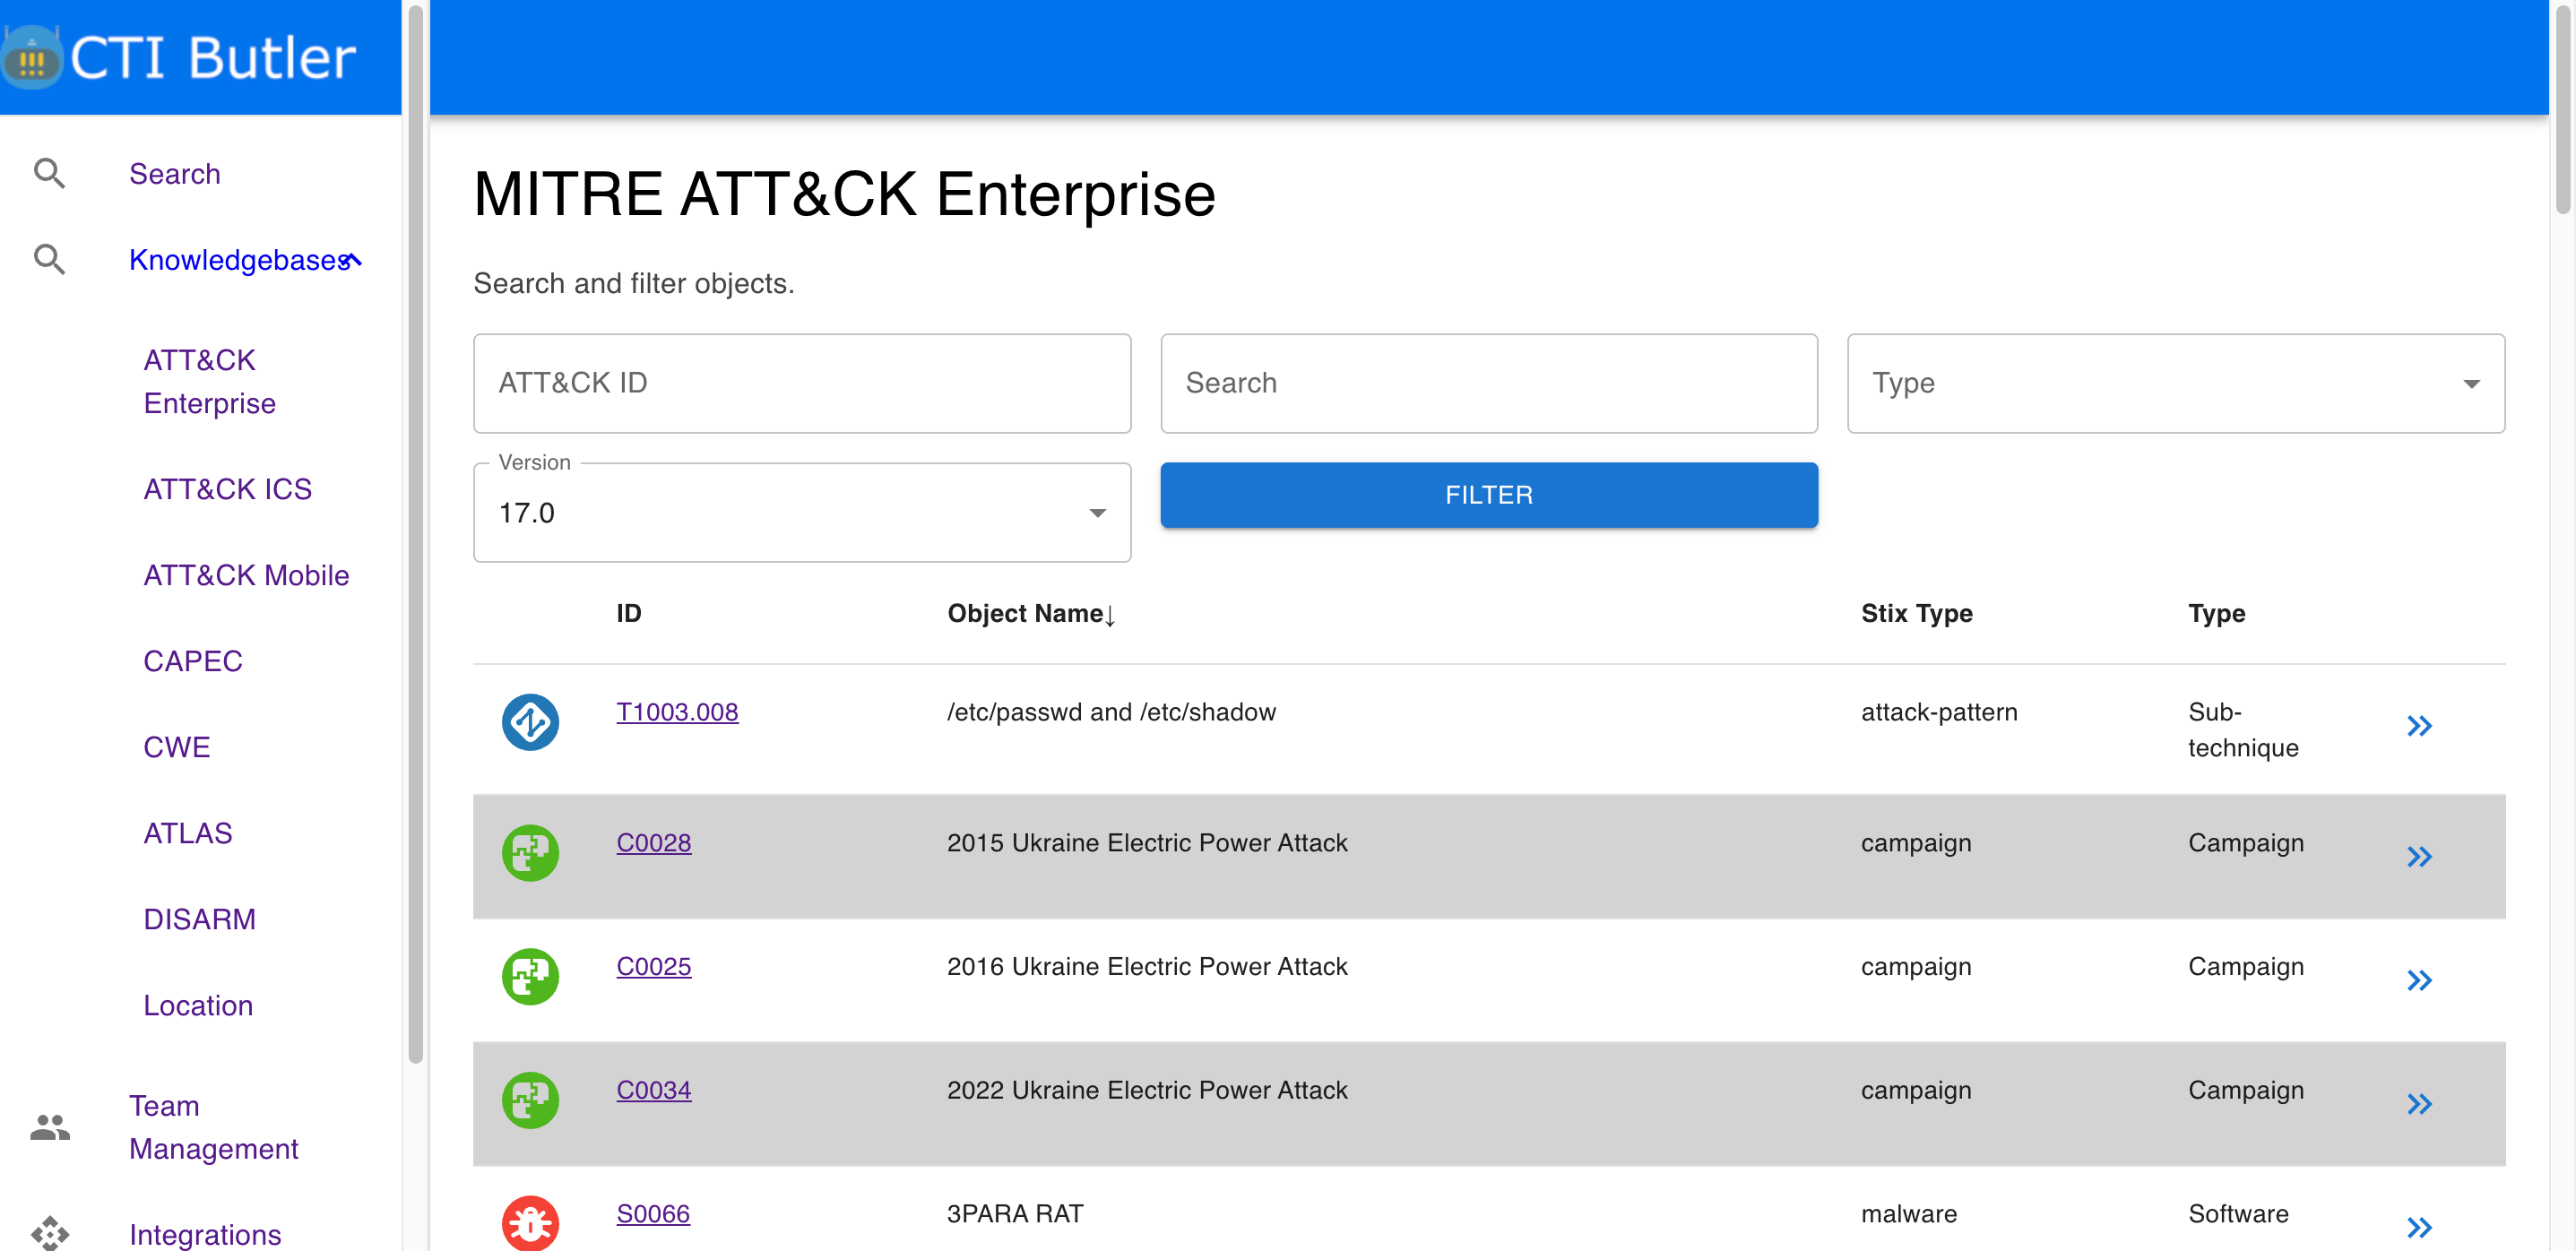 CTI Butler
Search
Knowledgebases
ATT&CK
Enterprise
ATT&CK ICS
ATT&CK Mobile
CAPEC
CWE
ATLAS
DISARM
Location
Team
Management
Integrations
MITRE ATT&CK Enterprise
Search and filter objects.
ATT&CK ID
Search
Type
Version
17.0
FILTER
ID Object Name↓ Stix Type Type
T1003.008 /etc/passwd and /etc/shadow attack-pattern Sub-
technique
C0028 2015 Ukraine Electric Power Attack campaign Campaign
C0025 2016 Ukraine Electric Power Attack campaign Campaign
C0034 2022 Ukraine Electric Power Attack campaign Campaign
S0066 3PARA RAT malware Software